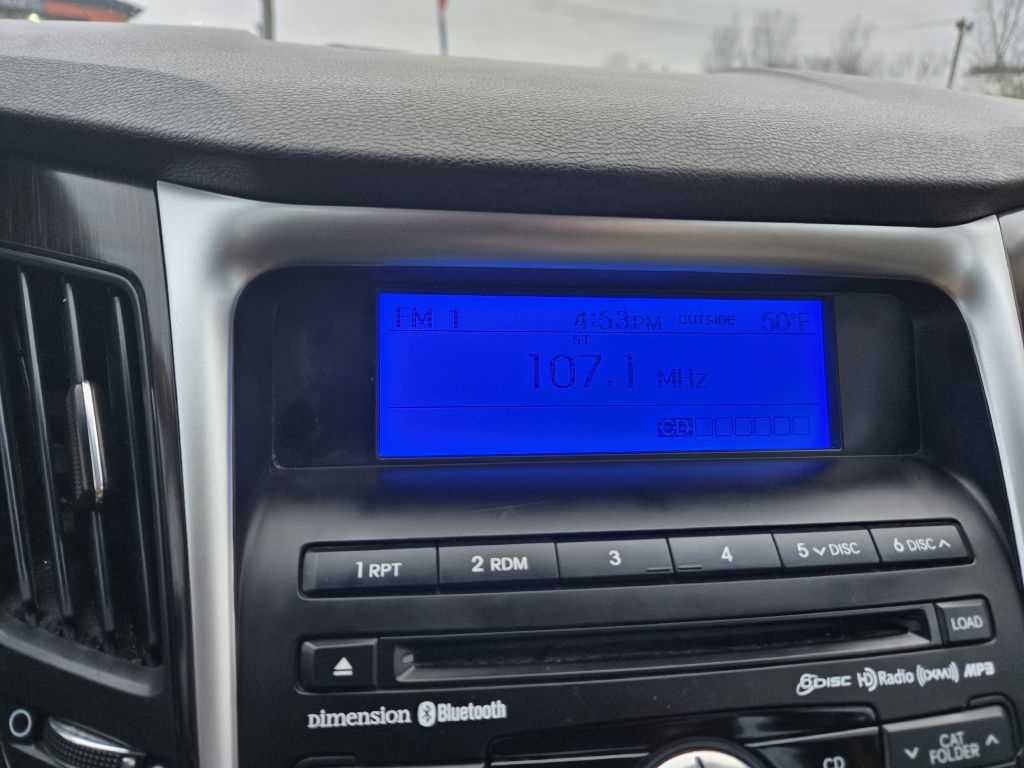 FM 1 4:53PM OUTSIDE 50°F
ST
107.1 MHz
CD
1 RPT 2 RDM 3 4 5 DISC 6 DISC
LOAD
6DISC HD Radio ((XM)) MP3
Dimension Bluetooth
CD
CAT
FOLDER